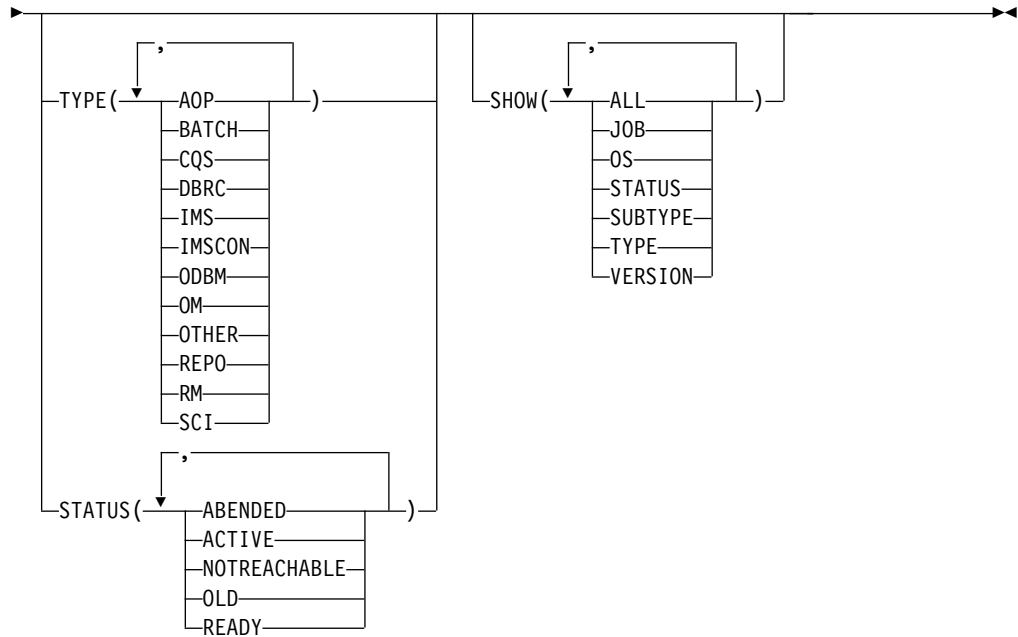 ,
TYPE( AOP )
BATCH
CQS
DBRC
IMS
IMSCON
ODBM
OM
OTHER
REPO
RM
SCI
,
STATUS( ABENDED )
ACTIVE
NOTREACHABLE
OLD
READY
,
SHOW( ALL )
JOB
OS
STATUS
SUBTYPE
TYPE
VERSION